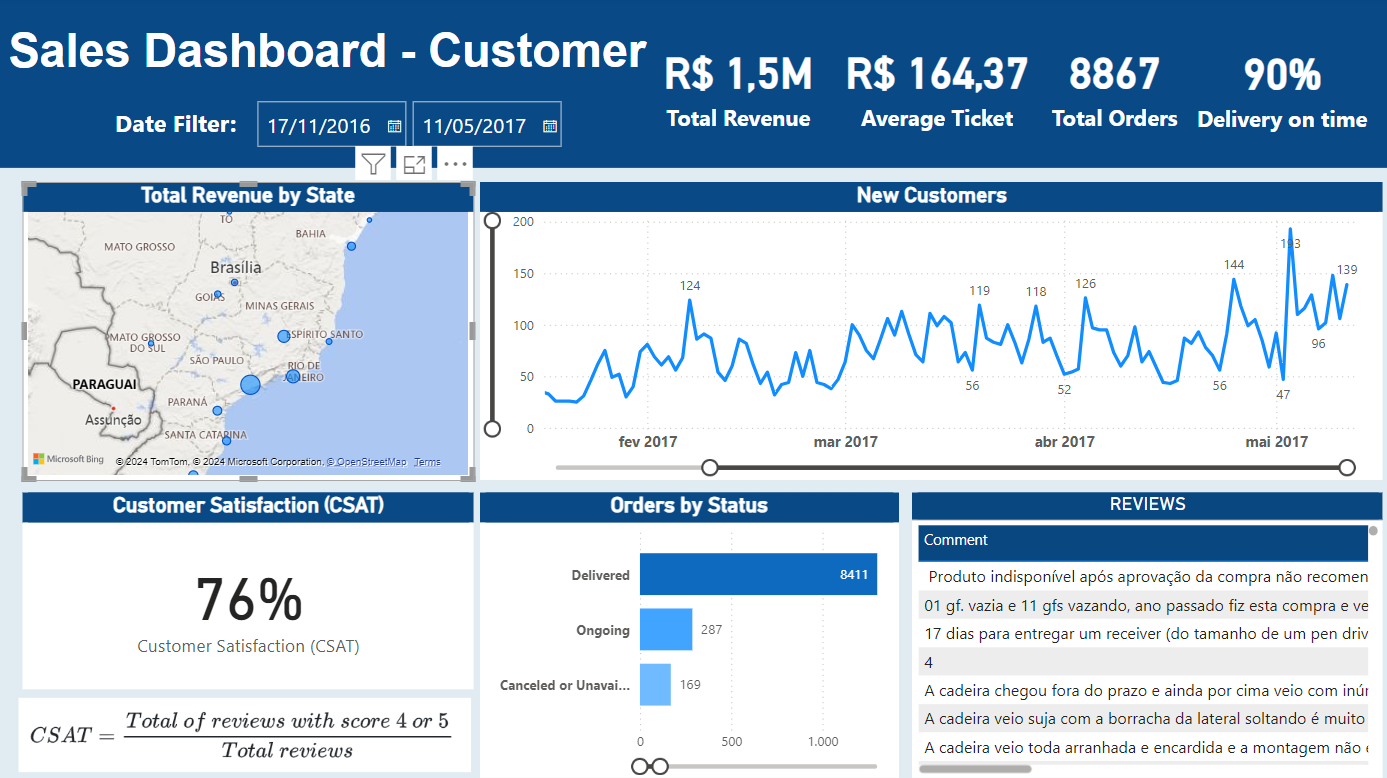 Sales Dashboard - Customer
R$ 1,5M
Total Revenue
R$ 164,37
Average Ticket
8867
Total Orders
90%
Delivery on time
Date Filter:
17/11/2016
11/05/2017
Total Revenue by State
TO
BAHIA
MATO GROSSO
Brasília
GOIÁS
MINAS GERAIS
ESPÍRITO SANTO
MATO GROSSO
DO SUL
SÃO PAULO
RIO DE
JANEIRO
PARAGUAI
PARANÁ
Assunção
SANTA CATARINA
Microsoft Bing
© 2024 TomTom, © 2024 Microsoft Corporation, © OpenStreetMap Terms
New Customers
200
150
100
50
0
124
119
118
126
144
193
139
56
52
56
47
96
fev 2017
mar 2017
abr 2017
mai 2017
Customer Satisfaction (CSAT)
76%
Customer Satisfaction (CSAT)
CSAT = Total of reviews with score 4 or 5
Total reviews
Orders by Status
Delivered
8411
Ongoing
287
Canceled or Unavai...
169
0
500
1.000
REVIEWS
Comment
Produto indisponível após aprovação da compra não recomen
01 gf. vazia e 11 gfs vazando, ano passado fiz esta compra e ve
17 dias para entregar um receiver (do tamanho de um pen driv
4
A cadeira chegou fora do prazo e ainda por cima veio com
A cadeira veio suja com a borracha da lateral soltando é muito
A cadeira veio toda arranhada e encardida e a montagem não